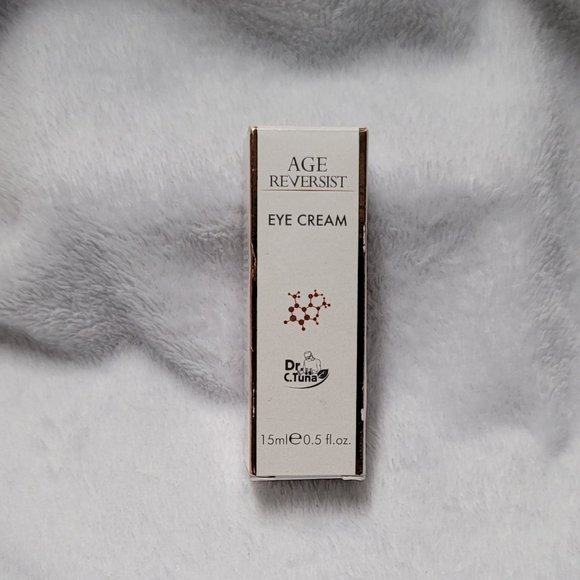 AGE
REVERSIST
EYE CREAM
Dr.
C.Tuna
15ml℮0.5 fl.oz.